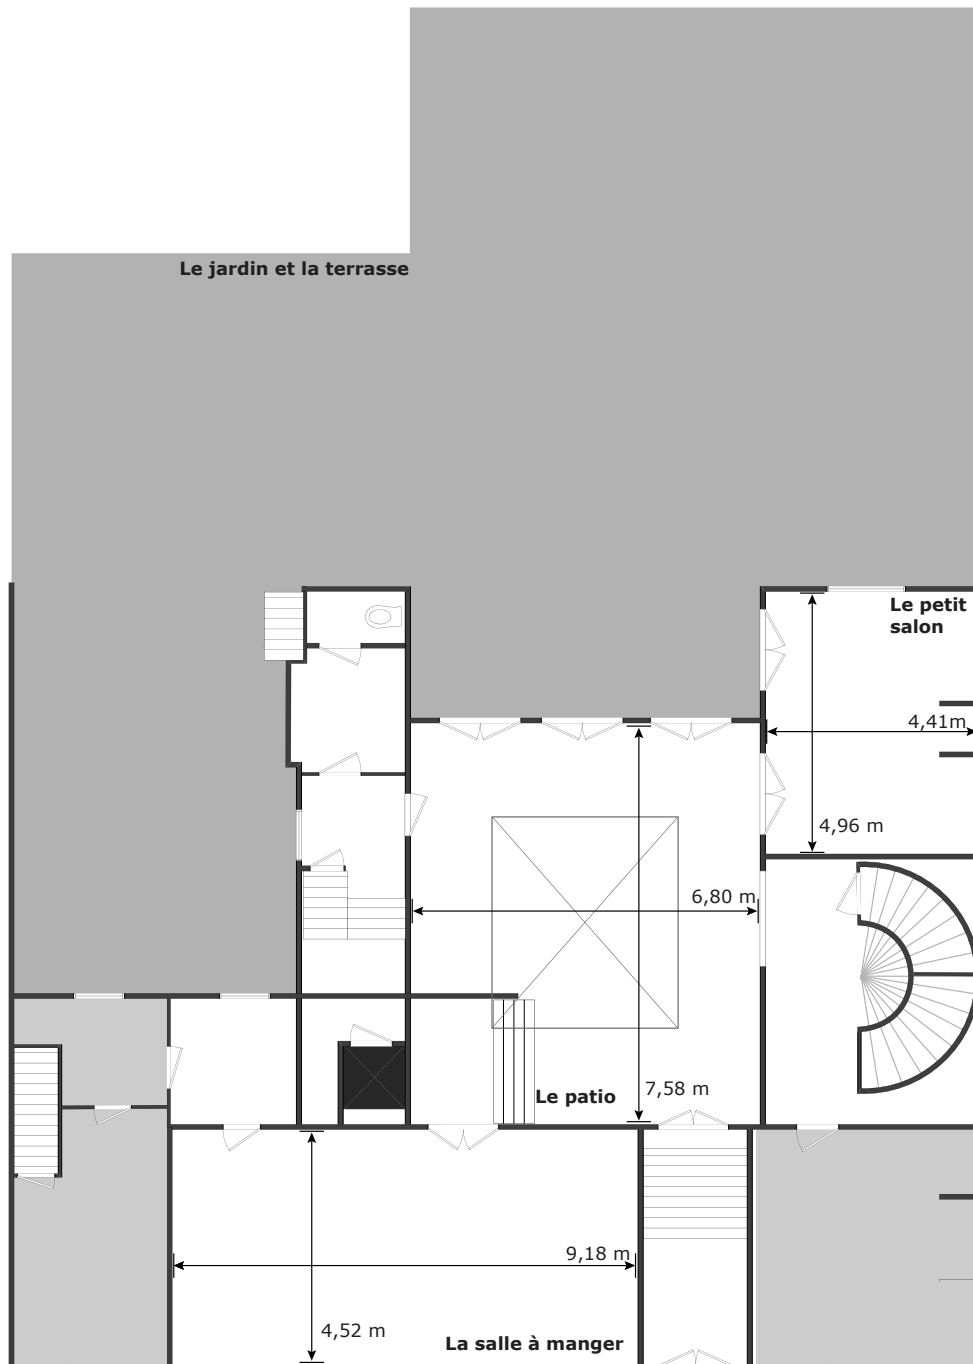 Le jardin et la terrasse
Le petit
salon
4,41m
4,96 m
6,80 m
7,58 m
Le patio
9,18 m
4,52 m
La salle à manger